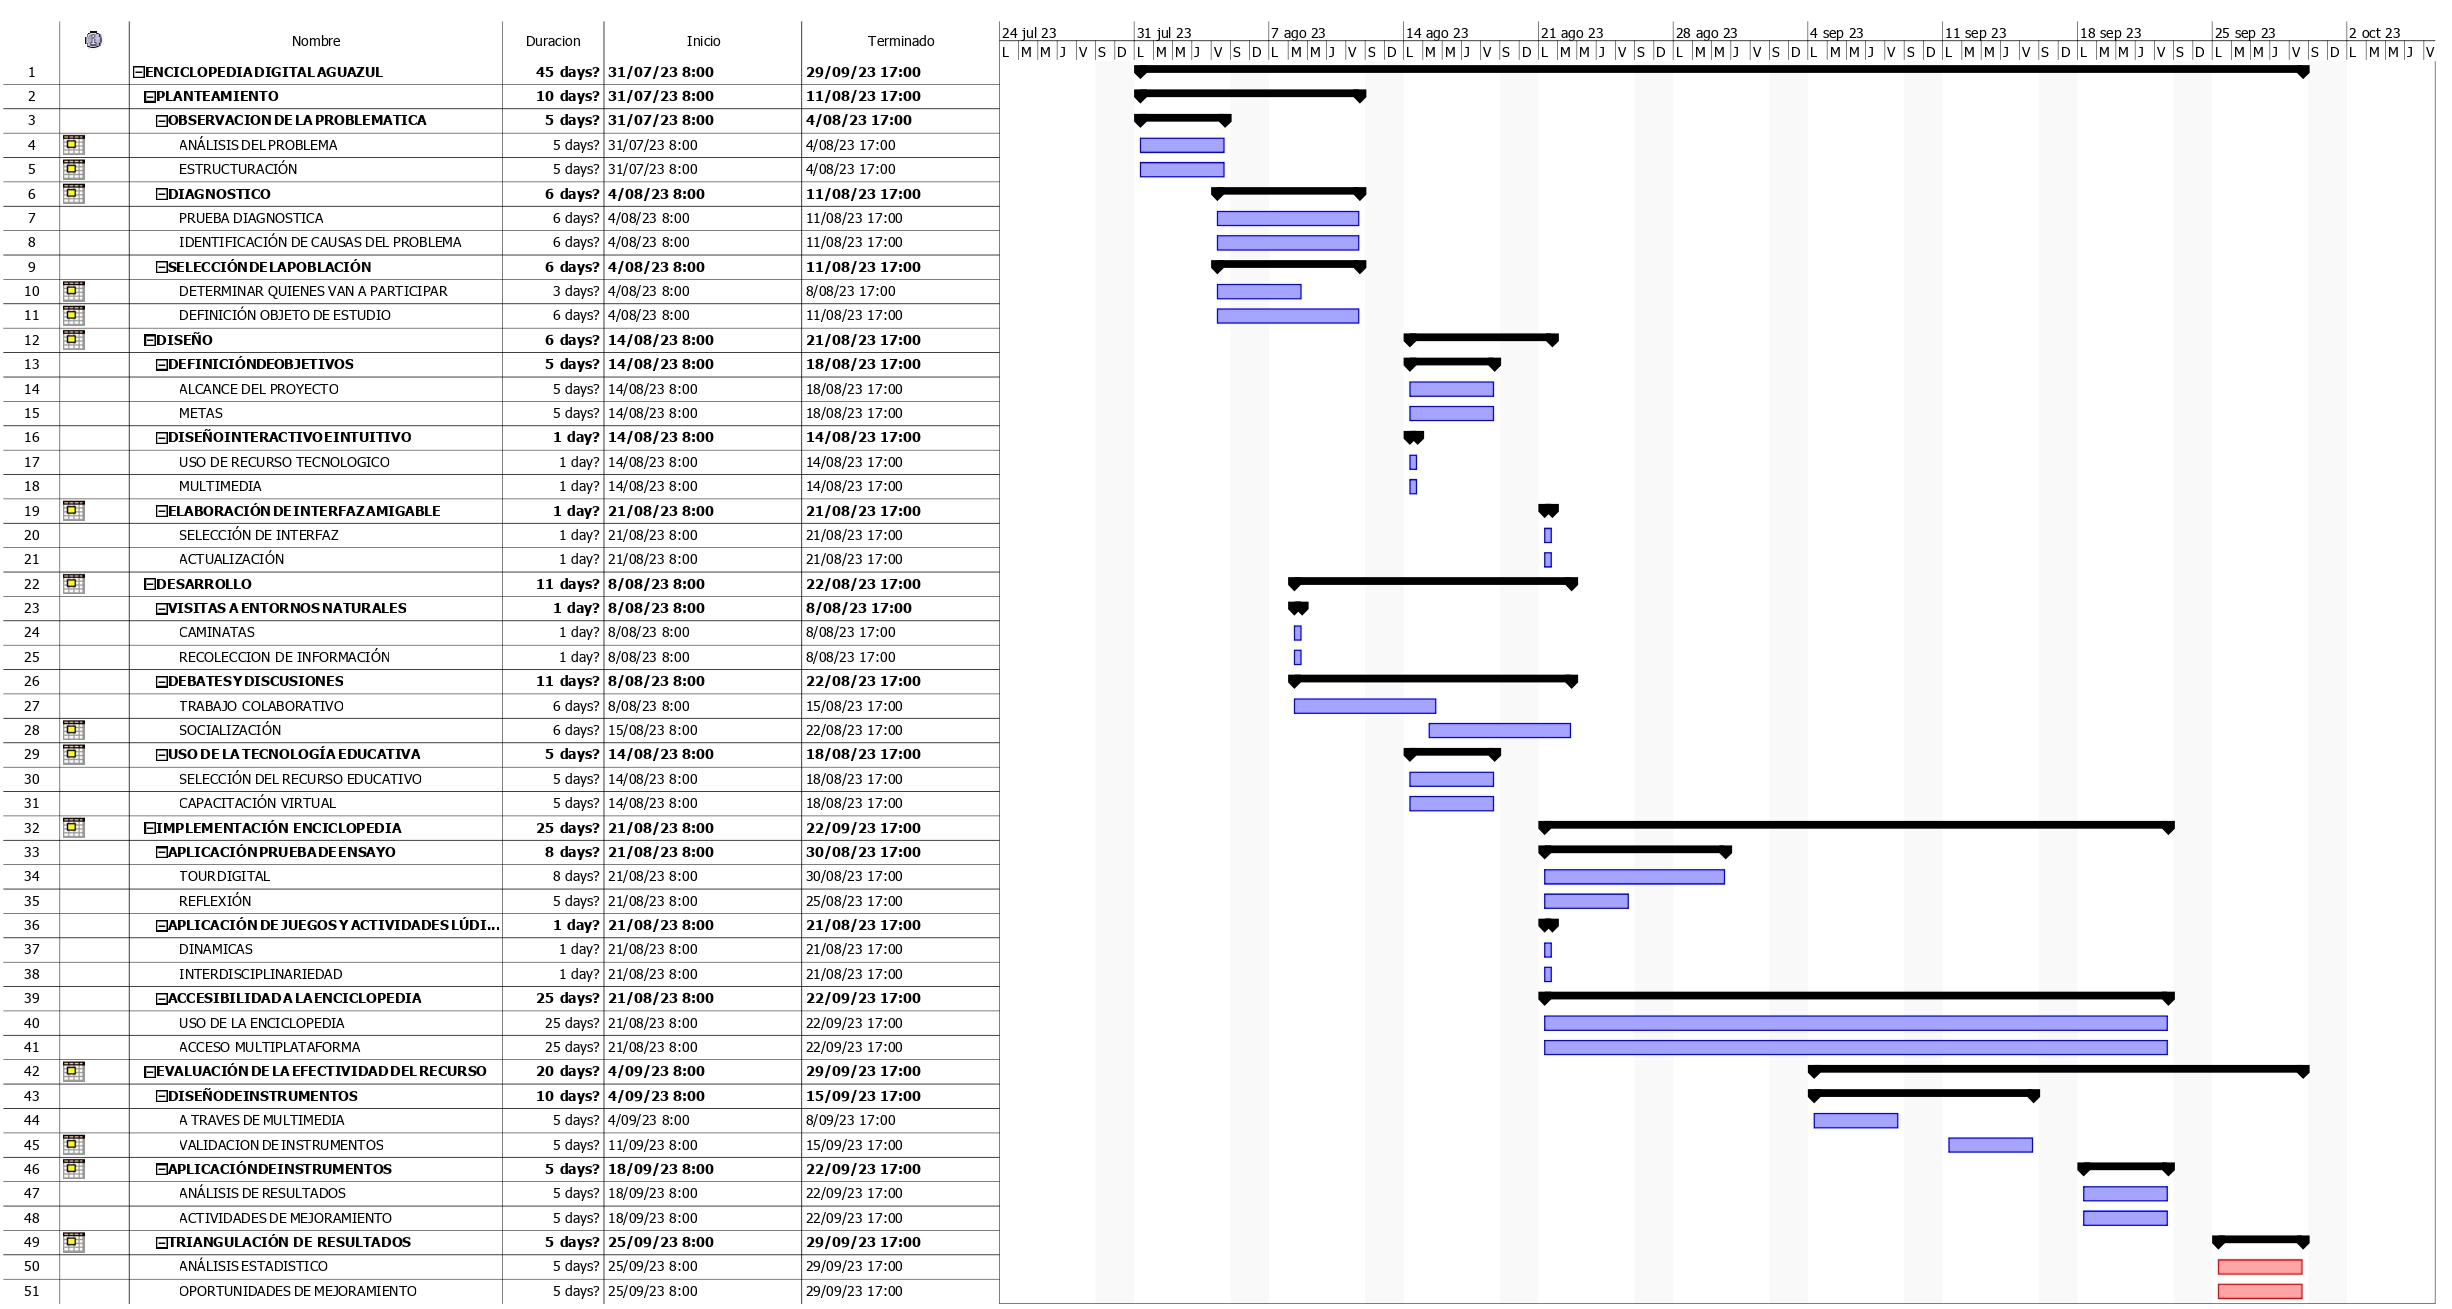 24 jul 23 31 jul 23 7 ago 23 14 ago 23 21 ago 23 28 ago 23 4 sep 23 11 sep 23 18 sep 23 25 sep 23 2 oct 23
Nombre Duracion Inicio Terminado
L M M J V S D L M M J V S D L M M J V S D L M M J V S D L M M J V S D L M M J V S D L M M J V S D L M M J V S D L M M J V S D L M M J V S D L M M J V
1 ENCICLOPEDIA DIGITAL AGUAZUL 45 days? 31/07/23 8:00 29/09/23 17:00
2 PLANTEAMIENTO 10 days? 31/07/23 8:00 11/08/23 17:00
3 OBSERVACION DE LA PROBLEMATICA 5 days? 31/07/23 8:00 4/08/23 17:00
4 ANÁLISIS DEL PROBLEMA 5 days? 31/07/23 8:00 4/08/23 17:00
5 ESTRUCTURACIÓN 5 days? 31/07/23 8:00 4/08/23 17:00
6 DIAGNOSTICO 6 days? 4/08/23 8:00 11/08/23 17:00
7 PRUEBA DIAGNOSTICA 6 days? 4/08/23 8:00 11/08/23 17:00
8 IDENTIFICACIÓN DE CAUSAS DEL PROBLEMA 6 days? 4/08/23 8:00 11/08/23 17:00
9 SELECCIÓN DE LA POBLACIÓN 6 days? 4/08/23 8:00 11/08/23 17:00
10 DETERMINAR QUIENES VAN A PARTICIPAR 3 days? 4/08/23 8:00 8/08/23 17:00
11 DEFINICIÓN OBJETO DE ESTUDIO 6 days? 4/08/23 8:00 11/08/23 17:00
12 DISEÑO 6 days? 14/08/23 8:00 21/08/23 17:00
13 DEFINICIÓN DE OBJETIVOS 5 days? 14/08/23 8:00 18/08/23 17:00
14 ALCANCE DEL PROYECTO 5 days? 14/08/23 8:00 18/08/23 17:00
15 METAS 5 days? 14/08/23 8:00 18/08/23 17:00
16 DISEÑO INTERACTIVO E INTUITIVO 1 day? 14/08/23 8:00 14/08/23 17:00
17 USO DE RECURSO TECNOLOGICO 1 day? 14/08/23 8:00 14/08/23 17:00
18 MULTIMEDIA 1 day? 14/08/23 8:00 14/08/23 17:00
19 ELABORACIÓN DE INTERFAZ AMIGABLE 1 day? 21/08/23 8:00 21/08/23 17:00
20 SELECCIÓN DE INTERFAZ 1 day? 21/08/23 8:00 21/08/23 17:00
21 ACTUALIZACIÓN 1 day? 21/08/23 8:00 21/08/23 17:00
22 DESARROLLO 11 days? 8/08/23 8:00 22/08/23 17:00
23 VISITAS A ENTORNOS NATURALES 1 day? 8/08/23 8:00 8/08/23 17:00
24 CAMINATAS 1 day? 8/08/23 8:00 8/08/23 17:00
25 RECOLECCION DE INFORMACIÓN 1 day? 8/08/23 8:00 8/08/23 17:00
26 DEBATES Y DISCUSIONES 11 days? 8/08/23 8:00 22/08/23 17:00
27 TRABAJO COLABORATIVO 6 days? 8/08/23 8:00 15/08/23 17:00
28 SOCIALIZACIÓN 6 days? 15/08/23 8:00 22/08/23 17:00
29 USO DE LA TECNOLOGÍA EDUCATIVA 5 days? 14/08/23 8:00 18/08/23 17:00
30 SELECCIÓN DEL RECURSO EDUCATIVO 5 days? 14/08/23 8:00 18/08/23 17:00
31 CAPACITACIÓN VIRTUAL 5 days? 14/08/23 8:00 18/08/23 17:00
32 IMPLEMENTACIÓN ENCICLOPEDIA 25 days? 21/08/23 8:00 22/09/23 17:00
33 APLICACIÓN PRUEBA DE ENSAYO 8 days? 21/08/23 8:00 30/08/23 17:00
34 TOUR DIGITAL 8 days? 21/08/23 8:00 30/08/23 17:00
35 REFLEXIÓN 5 days? 21/08/23 8:00 25/08/23 17:00
36 APLICACIÓN DE JUEGOS Y ACTIVIDADES LÚDI... 1 day? 21/08/23 8:00 21/08/23 17:00
37 DINAMICAS 1 day? 21/08/23 8:00 21/08/23 17:00
38 INTERDISCIPLINARIEDAD 1 day? 21/08/23 8:00 21/08/23 17:00
39 ACCESIBILIDAD A LA ENCICLOPEDIA 25 days? 21/08/23 8:00 22/09/23 17:00
40 USO DE LA ENCICLOPEDIA 25 days? 21/08/23 8:00 22/09/23 17:00
41 ACCESO MULTIPLATAFORMA 25 days? 21/08/23 8:00 22/09/23 17:00
42 EVALUACIÓN DE LA EFECTIVIDAD DEL RECURSO 20 days? 4/09/23 8:00 29/09/23 17:00
43 DISEÑO DE INSTRUMENTOS 10 days? 4/09/23 8:00 15/09/23 17:00
44 A TRAVES DE MULTIMEDIA 5 days? 4/09/23 8:00 8/09/23 17:00
45 VALIDACION DE INSTRUMENTOS 5 days? 11/09/23 8:00 15/09/23 17:00
46 APLICACIÓN DE INSTRUMENTOS 5 days? 18/09/23 8:00 22/09/23 17:00
47 ANÁLISIS DE RESULTADOS 5 days? 18/09/23 8:00 22/09/23 17:00
48 ACTIVIDADES DE MEJORAMIENTO 5 days? 18/09/23 8:00 22/09/23 17:00
49 TRIANGULACIÓN DE RESULTADOS 5 days? 25/09/23 8:00 29/09/23 17:00
50 ANÁLISIS ESTADISTICO 5 days? 25/09/23 8:00 29/09/23 17:00
51 OPORTUNIDADES DE MEJORAMIENTO 5 days? 25/09/23 8:00 29/09/23 17:00